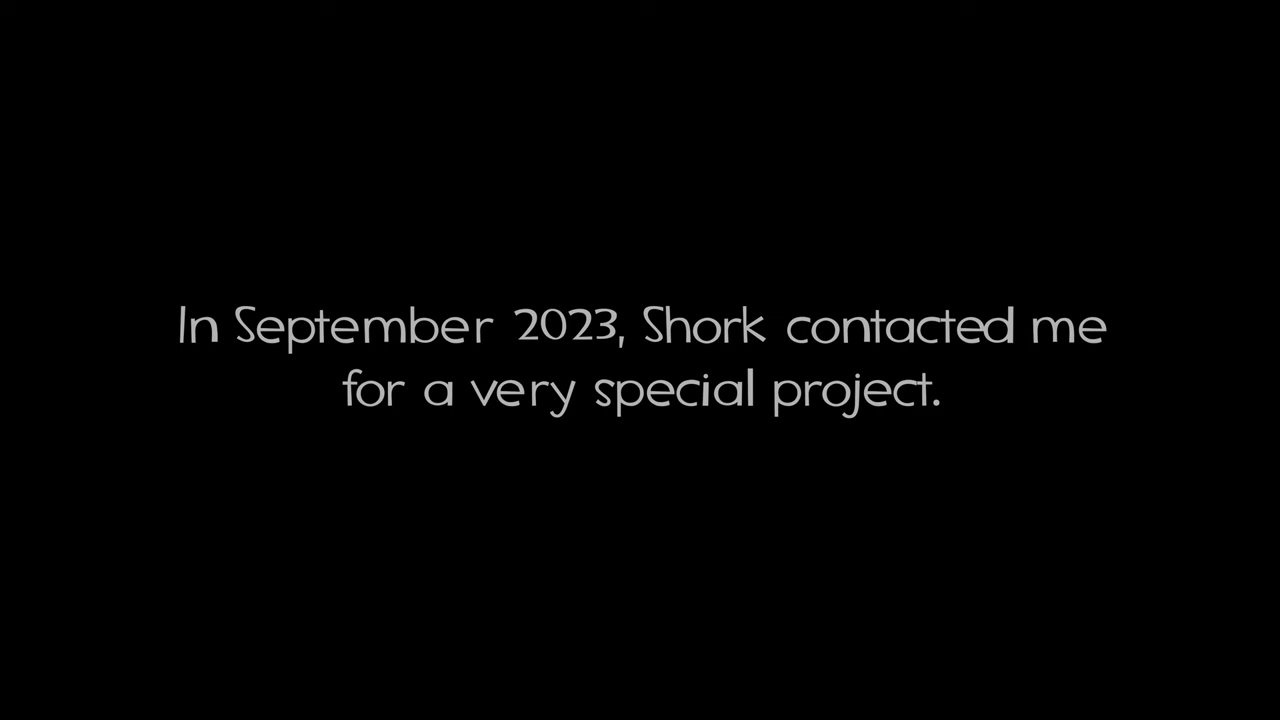 In September 2023, Shork contacted me
for a very special project.